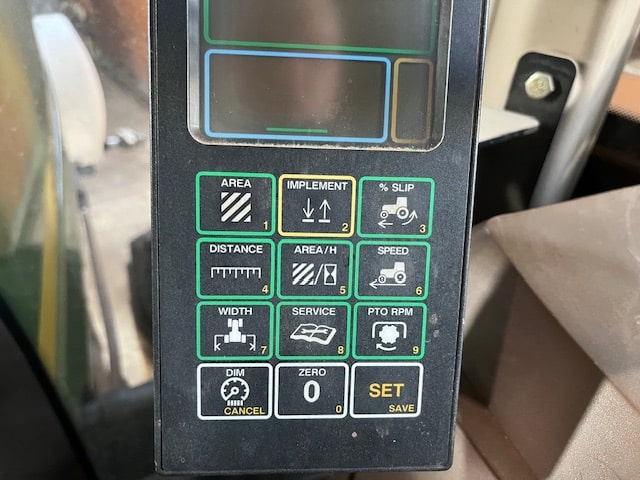 AREA
1
IMPLEMENT
2
% SLIP
3
DISTANCE
4
AREA/H
5
SPEED
6
WIDTH
7
SERVICE
8
PTO RPM
9
DIM
CANCEL
ZERO
0
0
SET
SAVE